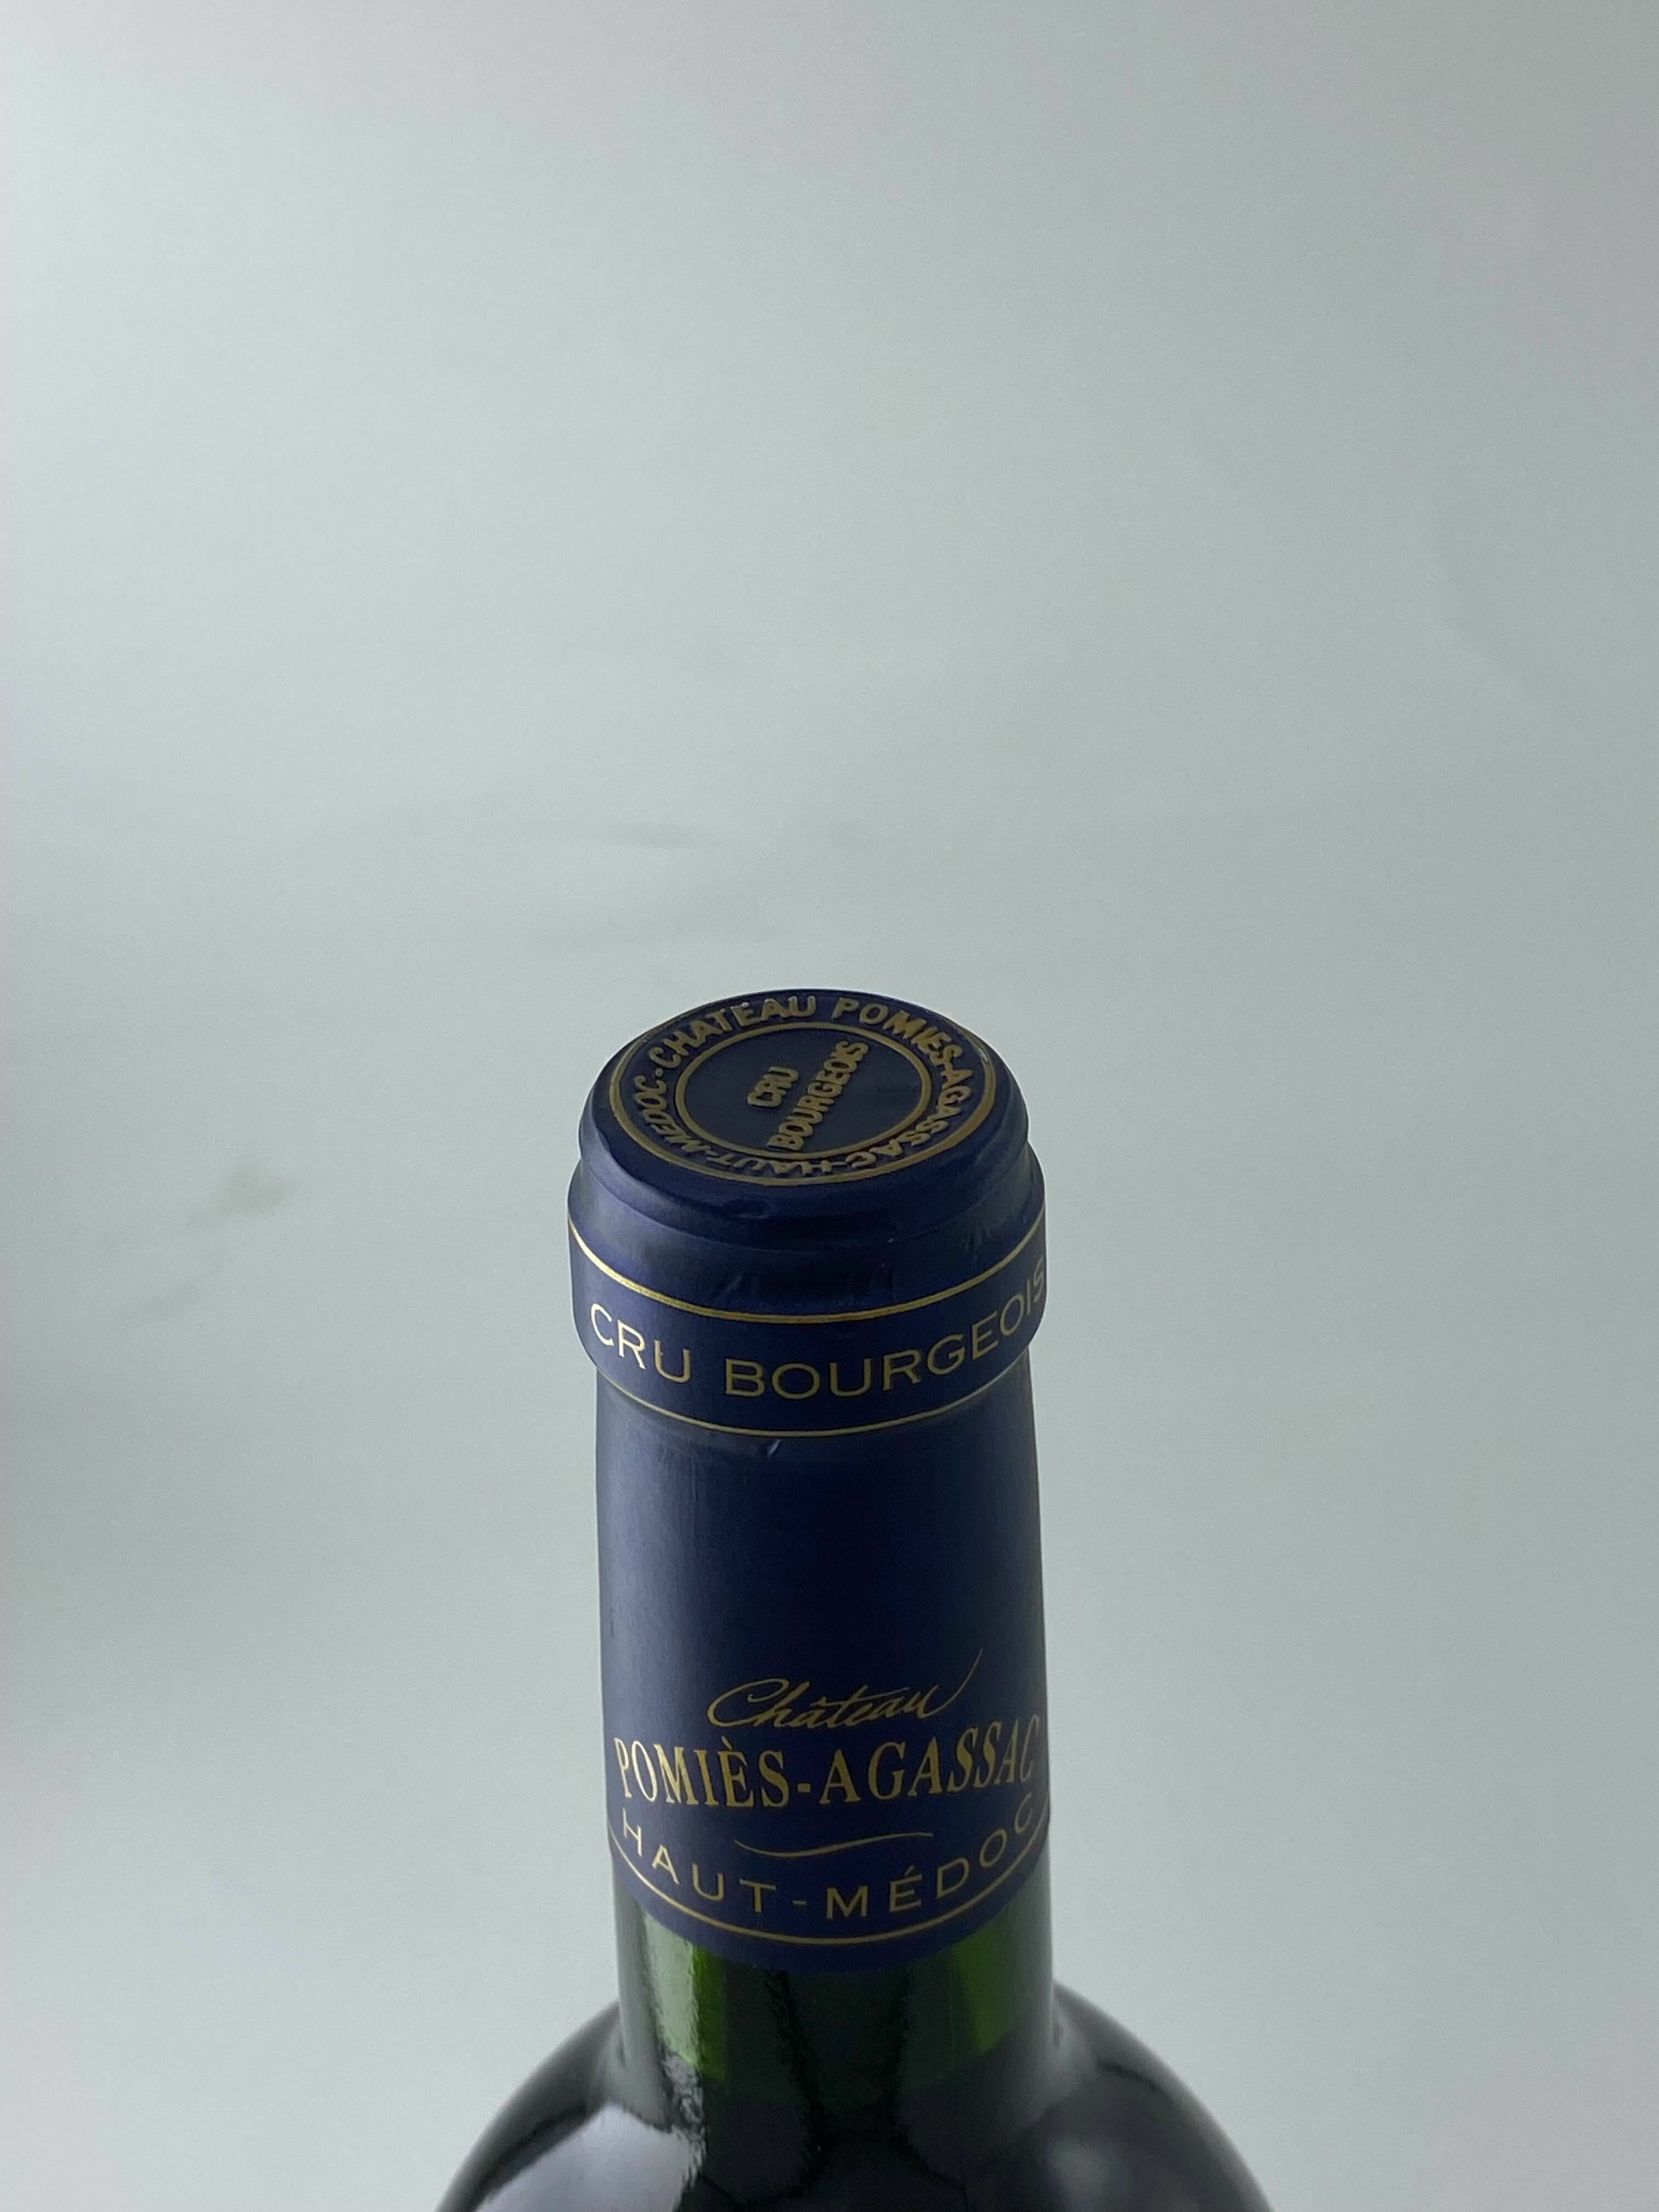 CHATEAU POMIES-AGASSAC-HAUT-MEDOC-
CRU
BOURGEOIS
CRU BOURGEOIS
Château
POMIÈS-AGASSAC
HAUT-MÉDOC